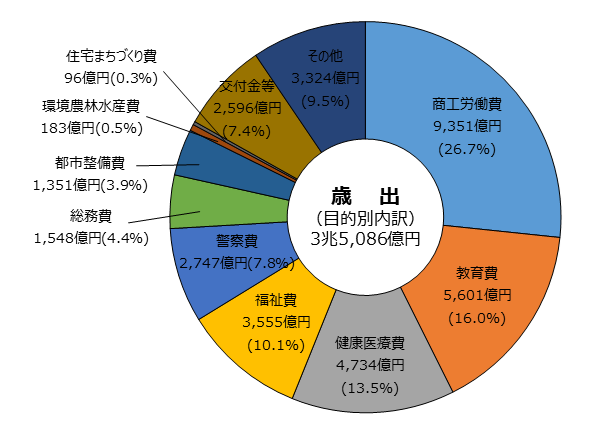 歳　出
（目的別内訳）
3兆5,086億円
商工労働費
9,351億円
(26.7%)
教育費
5,601億円
(16.0%)
健康医療費
4,734億円
(13.5%)
福祉費
3,555億円
(10.1%)
警察費
2,747億円(7.8%)
総務費
1,548億円(4.4%)
都市整備費
1,351億円(3.9%)
環境農林水産費
183億円(0.5%)
住宅まちづくり費
96億円(0.3%)
交付金等
2,596億円
(7.4%)
その他
3,324億円
(9.5%)